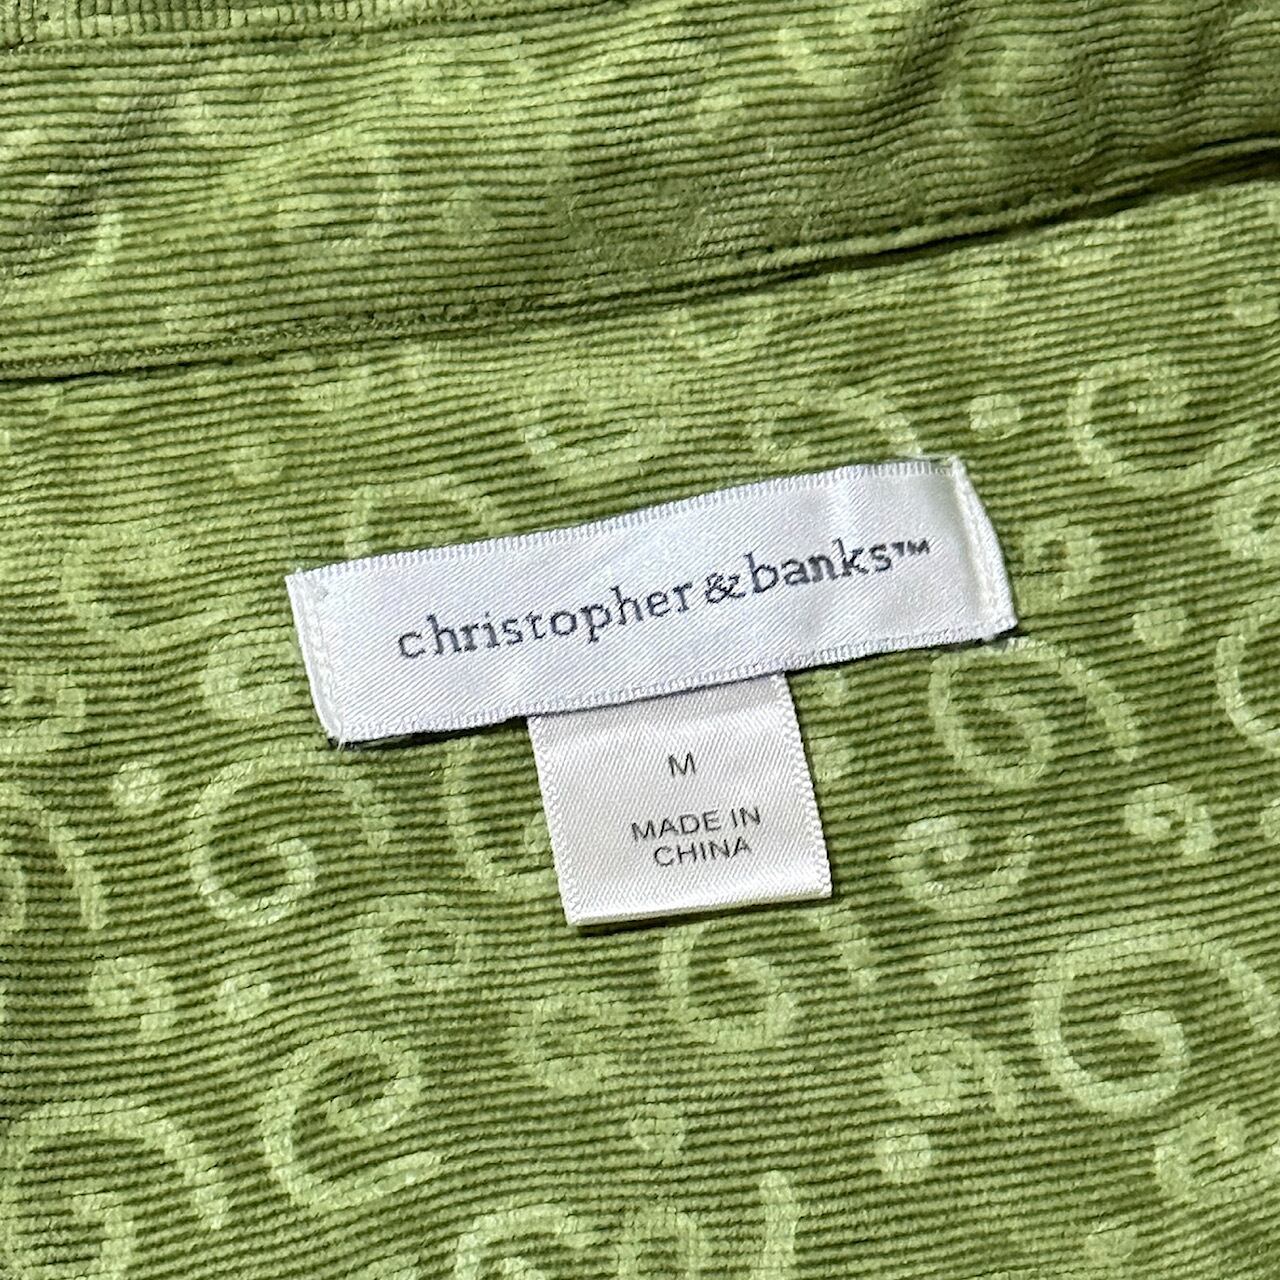 christopher & banks™
M
MADE IN
CHINA